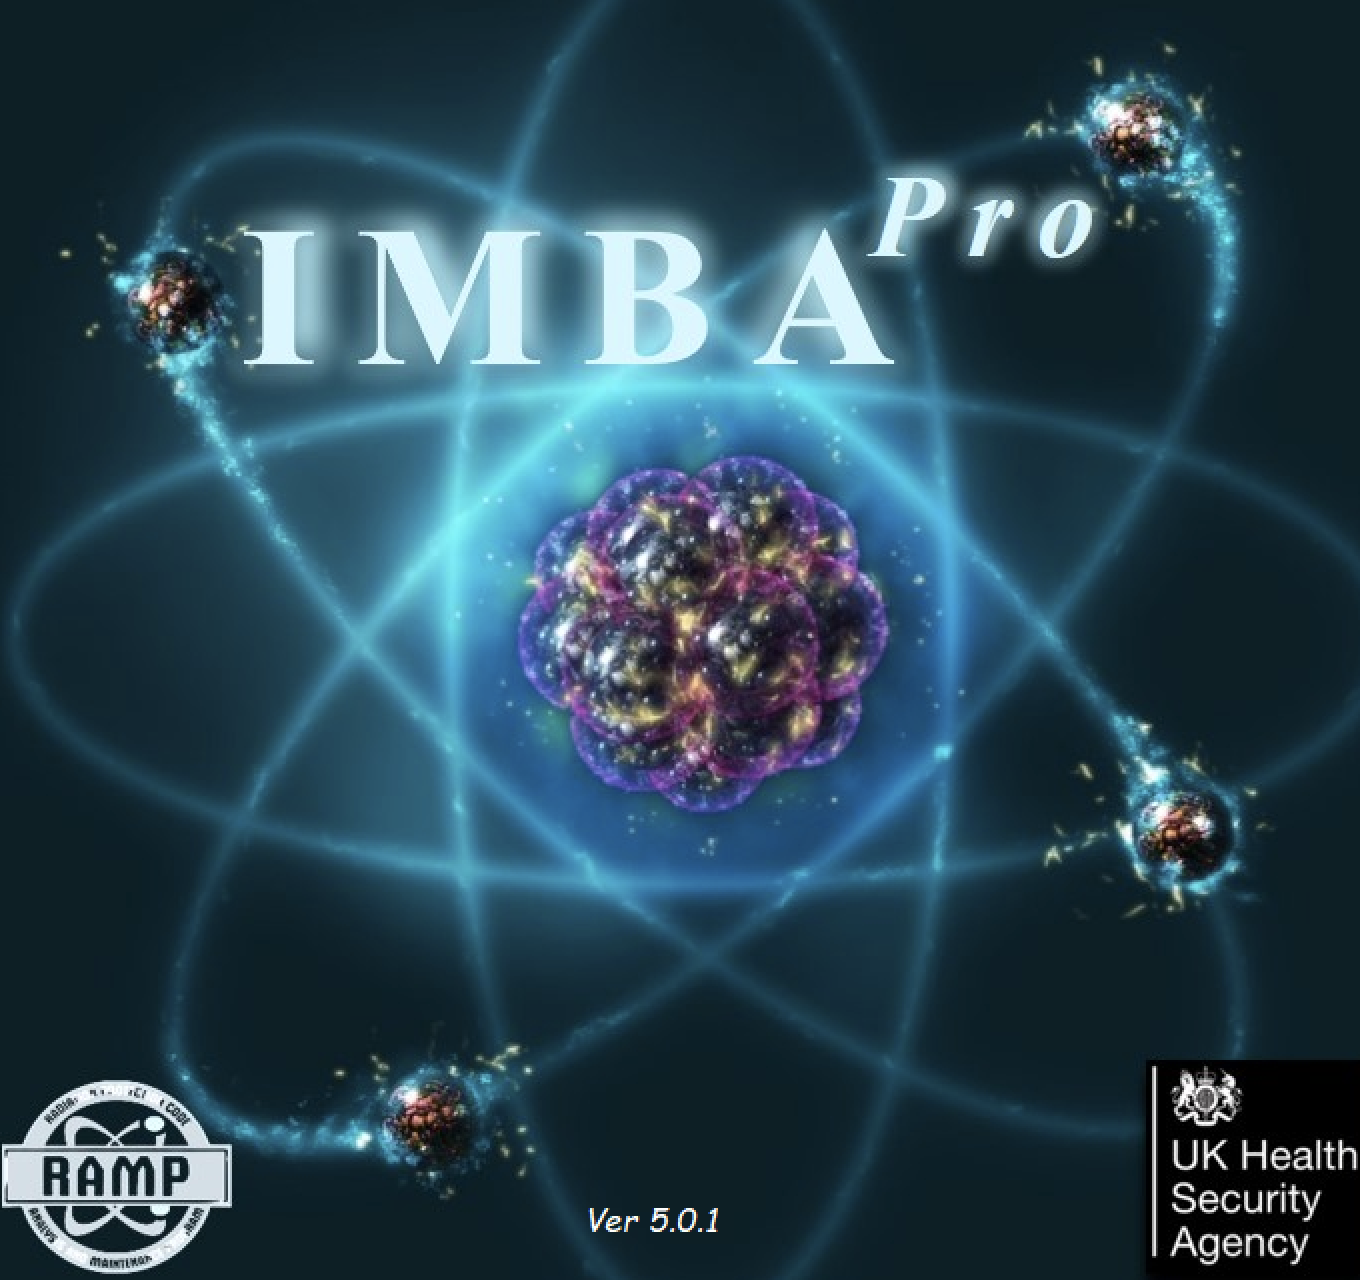 IMBA Pro
RAMP
Ver 5.0.1
UK Health
Security
Agency